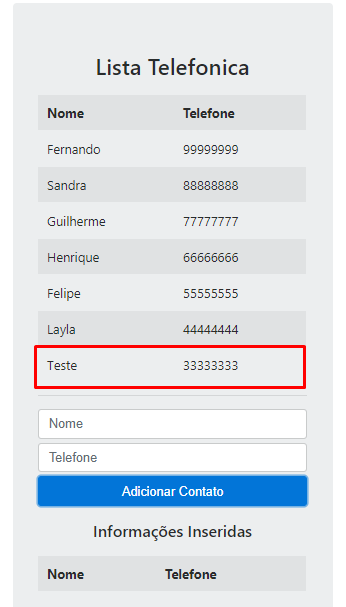 Lista Telefonica
Nome Telefone
Fernando 99999999
Sandra 88888888
Guilherme 77777777
Henrique 66666666
Felipe 55555555
Layla 44444444
Teste 33333333
Nome
Telefone
Adicionar Contato
Informações Inseridas
Nome Telefone